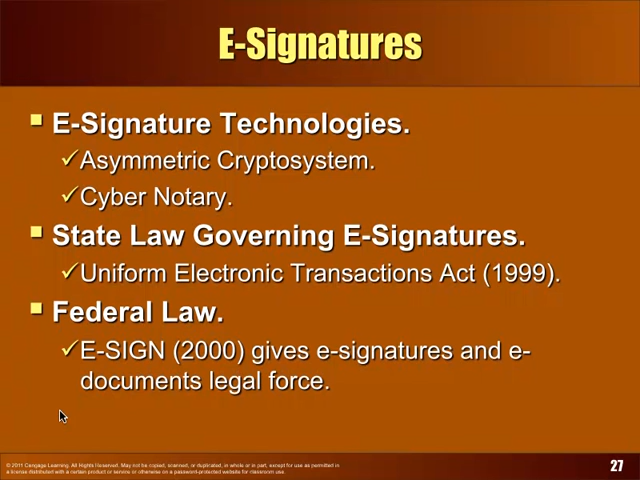 E-Signatures
E-Signature Technologies.
Asymmetric Cryptosystem.
Cyber Notary.
State Law Governing E-Signatures.
Uniform Electronic Transactions Act (1999).
Federal Law.
E-SIGN (2000) gives e-signatures and e-
documents legal force.
© 2011 Cengage Learning. All Rights Reserved. May not be copied, scanned, or duplicated, in whole or in part, except for use as permitted in
a license distributed with a certain product or service or otherwise on a password-protected website for classroom use.
27